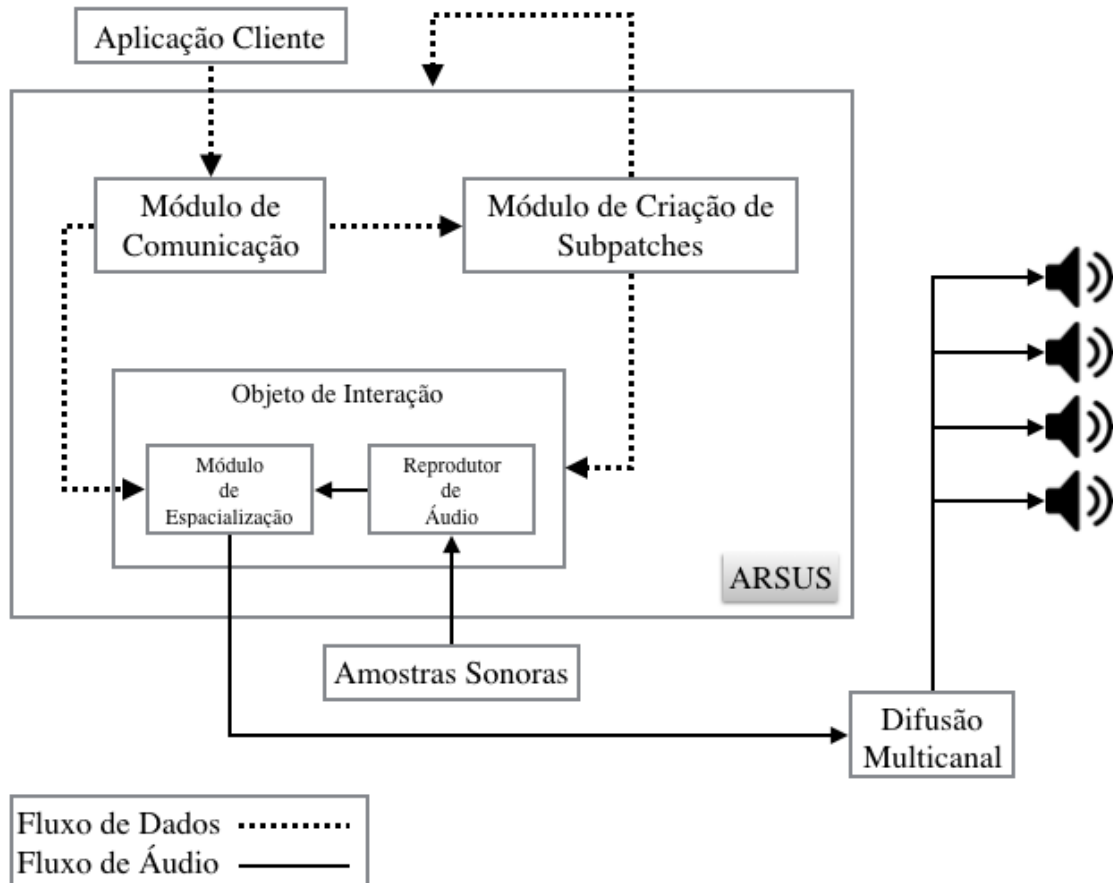 Aplicação Cliente
Módulo de
Comunicação
Módulo de Criação de
Subpatches
Objeto de Interação
Módulo
de
Espacialização
Reprodutor
de
Áudio
ARSUS
Amostras Sonoras
Difusão
Multicanal
Fluxo de Dados
Fluxo de Áudio